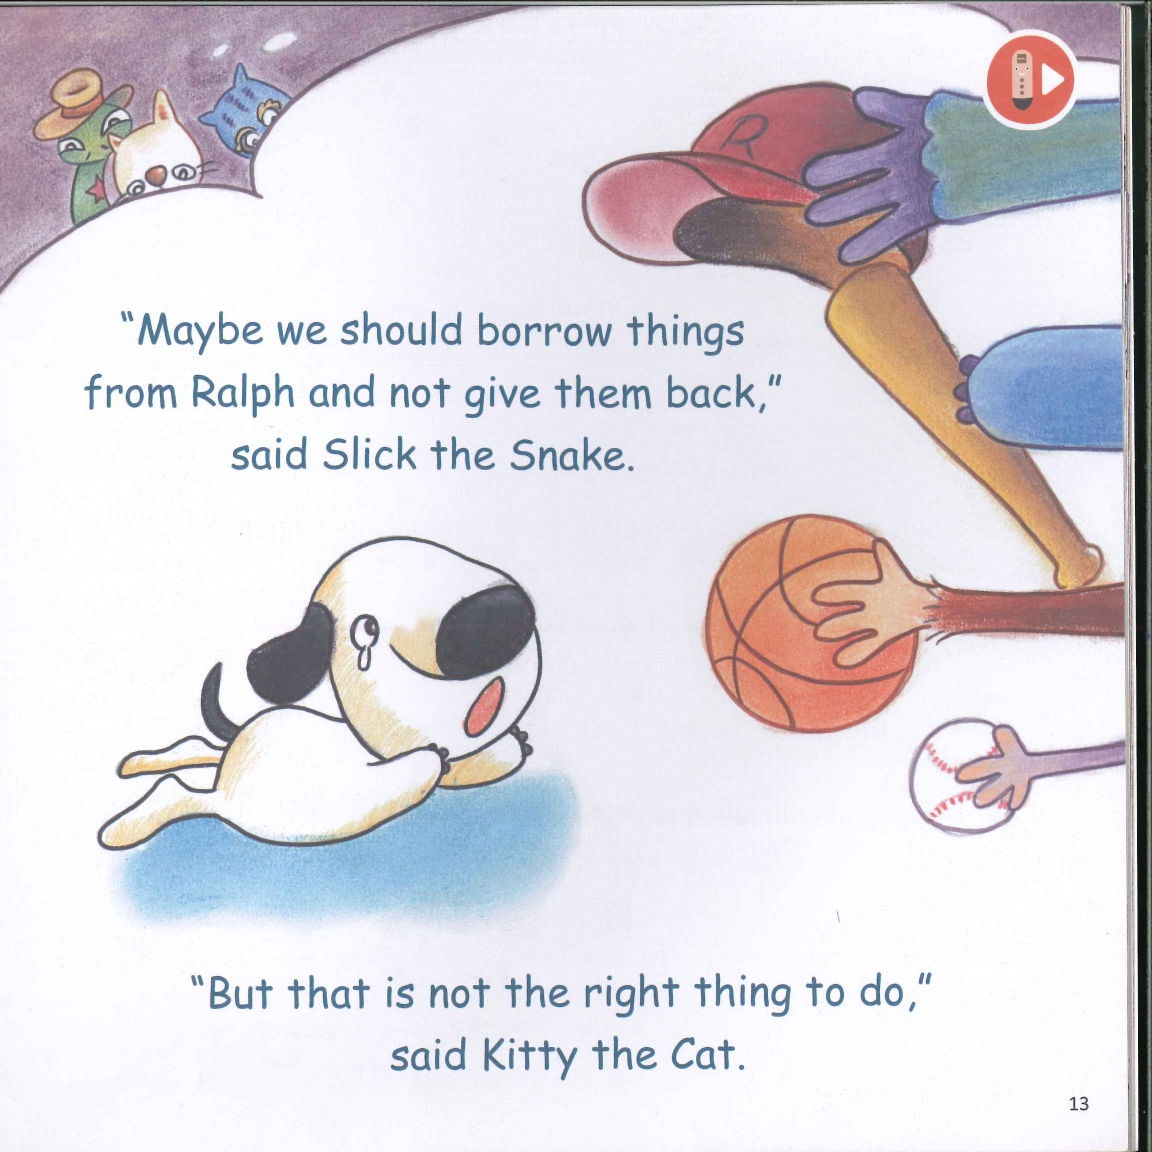 R
“Maybe we should borrow things
from Ralph and not give them back,”
said Slick the Snake.
“But that is not the right thing to do,”
said Kitty the Cat.
13